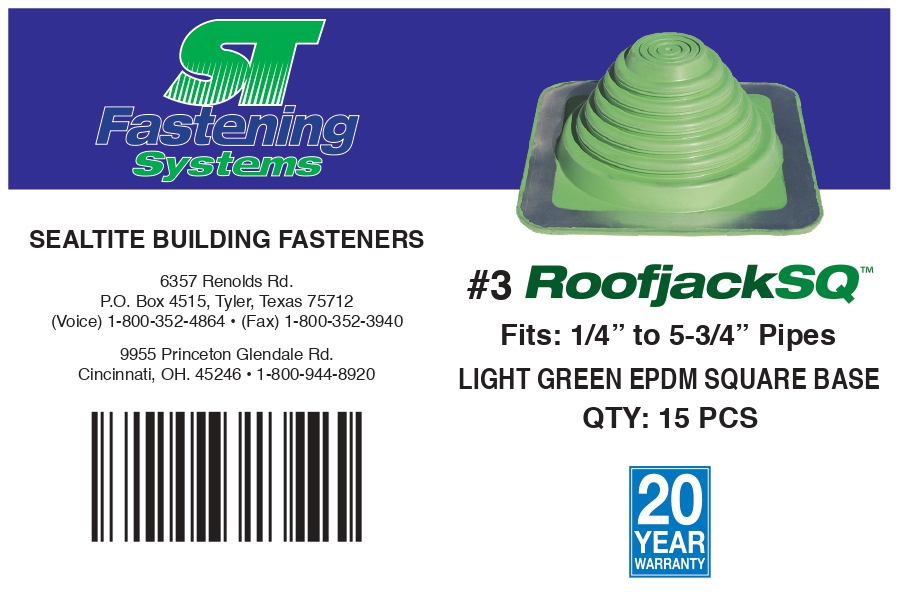 ST
Fastening
Systems
SEALTITE BUILDING FASTENERS
6357 Renolds Rd.
P.O. Box 4515, Tyler, Texas 75712
(Voice) 1-800-352-4864 • (Fax) 1-800-352-3940
9955 Princeton Glendale Rd.
Cincinnati, OH. 45246 • 1-800-944-8920
#3 RoofjackSQ™
Fits: 1/4” to 5-3/4” Pipes
LIGHT GREEN EPDM SQUARE BASE
QTY: 15 PCS
20
YEAR
WARRANTY